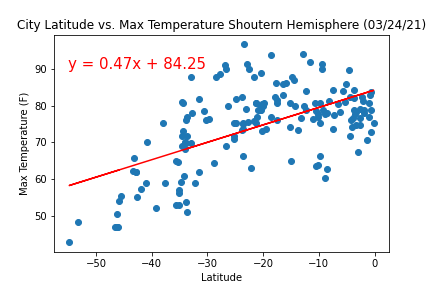 City Latitude vs. Max Temperature Shoutern Hemisphere (03/24/21)
y = 0.47x + 84.25
Max Temperature (F)
90
80
70
60
50
−50
−40
−30
−20
−10
0
Latitude